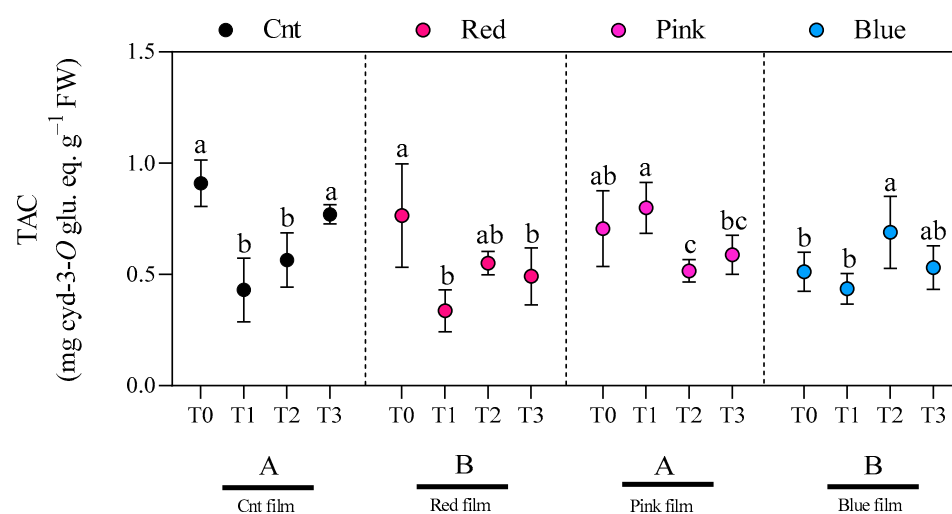 Cnt Red Pink Blue
TAC
(mg cyd-3-O glu. eq. g⁻¹ FW)
1.5
1.0
0.5
0.0
a b b a
a b ab b
ab a c bc
b b a ab
T0 T1 T2 T3 T0 T1 T2 T3 T0 T1 T2 T3 T0 T1 T2 T3
A B A B
Cnt film Red film Pink film Blue film